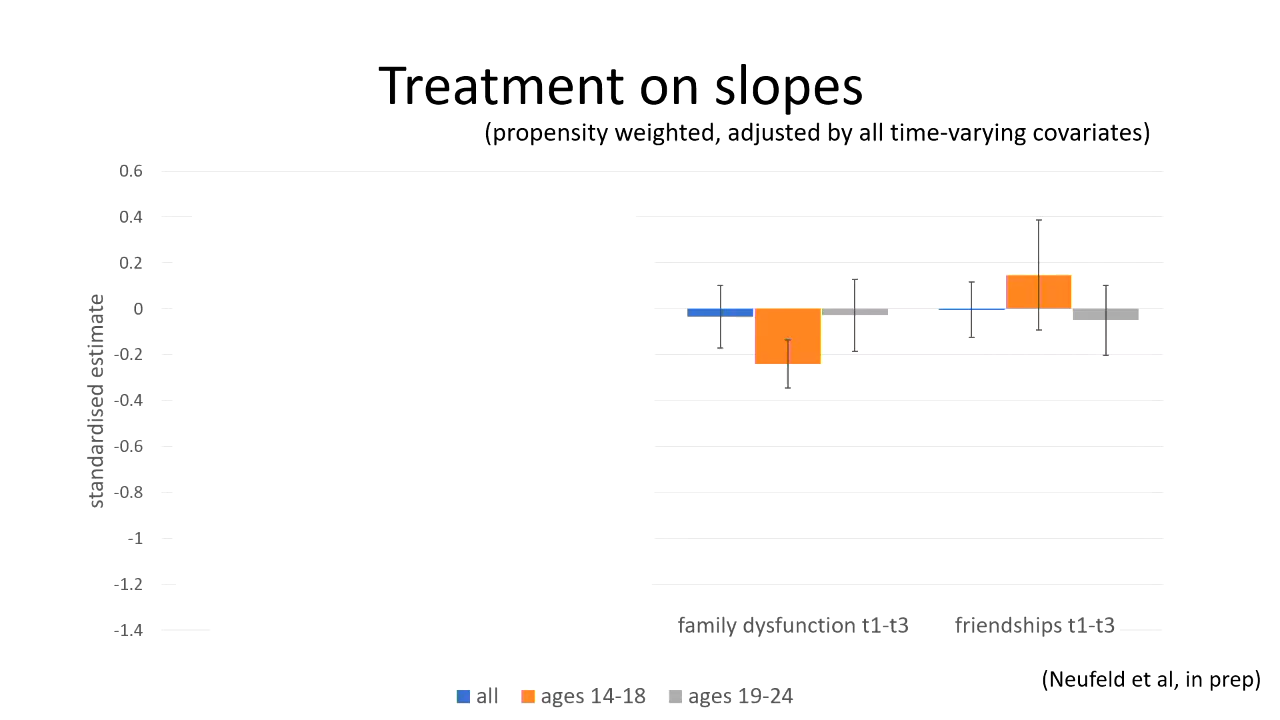 Treatment on slopes
(propensity weighted, adjusted by all time-varying covariates)
0.6
0.4
0.2
0
-0.2
-0.4
-0.6
-0.8
-1
-1.2
-1.4
standardised estimate
family dysfunction t1-t3
friendships t1-t3
all
ages 14-18
ages 19-24
(Neufeld et al, in prep)